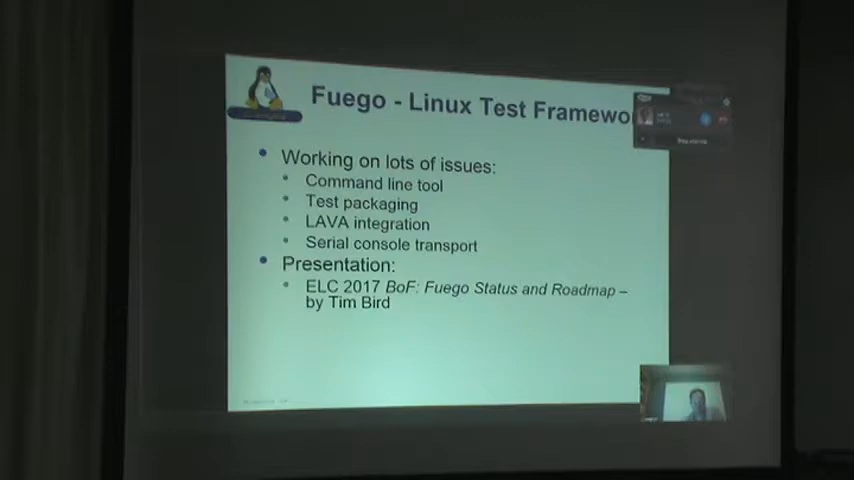 Fuego - Linux Test Framewo
Working on lots of issues:
Command line tool
Test packaging
LAVA integration
Serial console transport
Presentation:
ELC 2017 BoF: Fuego Status and Roadmap –
by Tim Bird